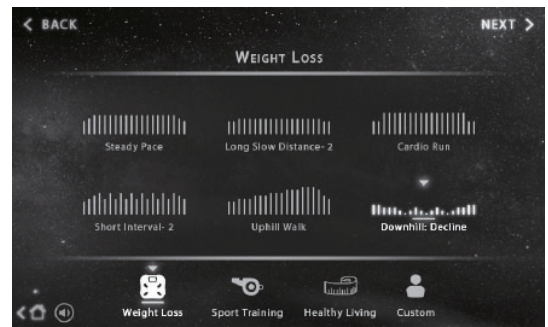 BACK NEXT
WEIGHT LOSS
Steady Pace Long Slow Distance- 2 Cardio Run
Short Interval- 2 Uphill Walk Downhill: Decline
Weight Loss Sport Training Healthy Living Custom